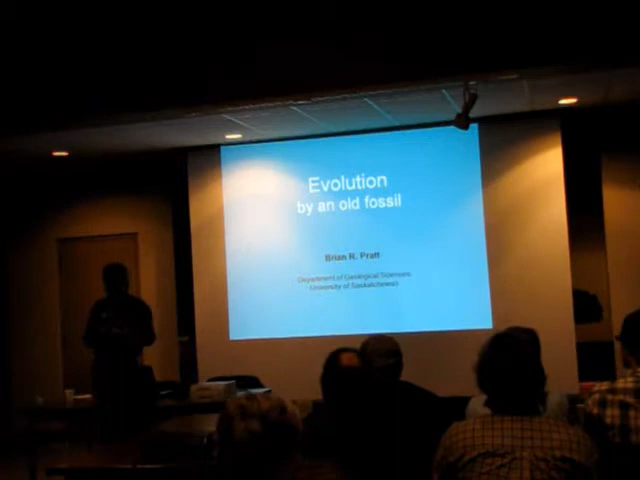 Evolution
by an old fossil
Brian R. Pratt
Department of Geological Sciences
University of Saskatchewan